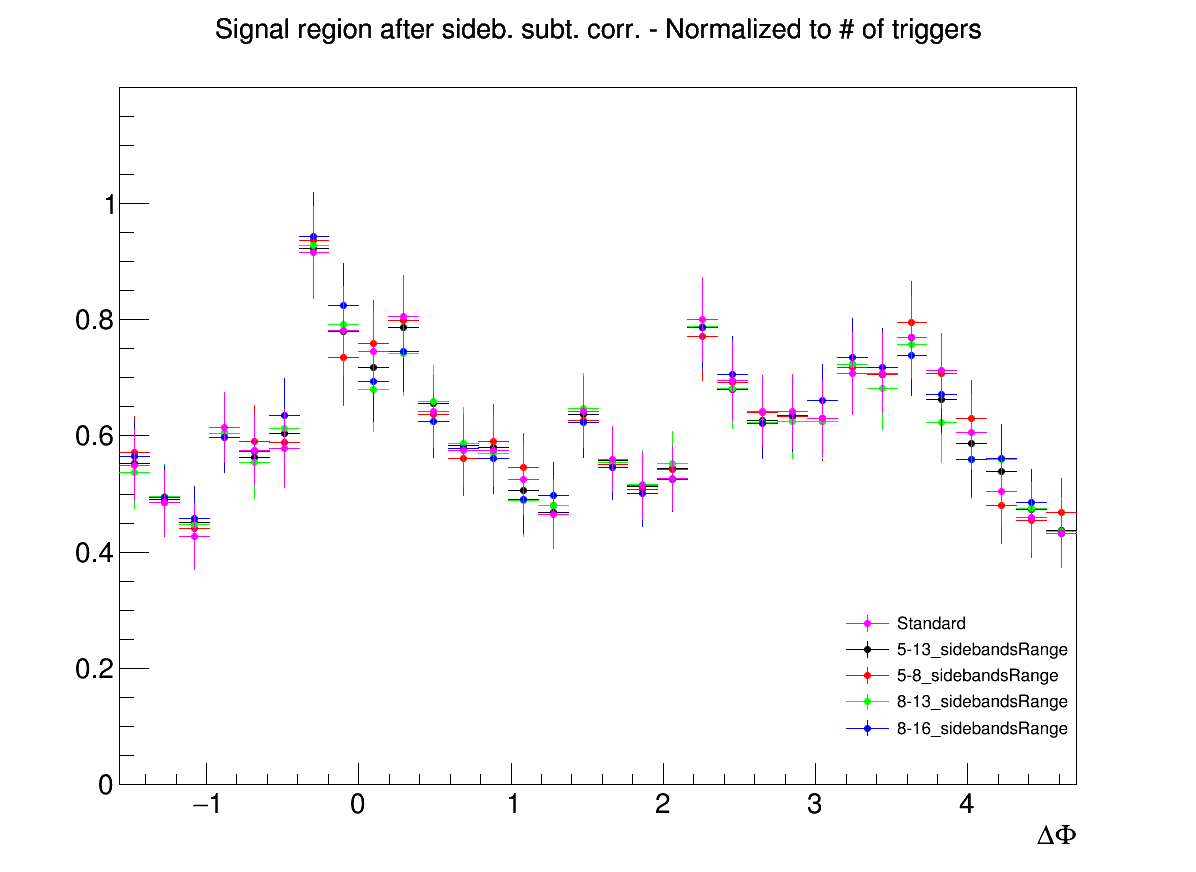 Signal region after sideb. subt. corr. - Normalized to # of triggers
1
0.8
0.6
0.4
0.2
0
−1 0 1 2 3 4
ΔΦ
Standard
5-13_sidebandsRange
5-8_sidebandsRange
8-13_sidebandsRange
8-16_sidebandsRange